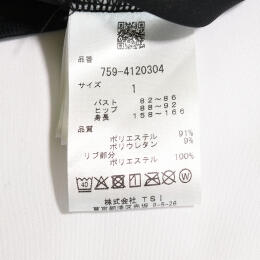 品番
759-4120304
サイズ
1
バスト 82~86
ヒップ 88~92
身長 158~166
品質
ポリエステル 91%
ポリウレタン 9%
リブ部分
ポリエステル 100%
株式会社 TSI